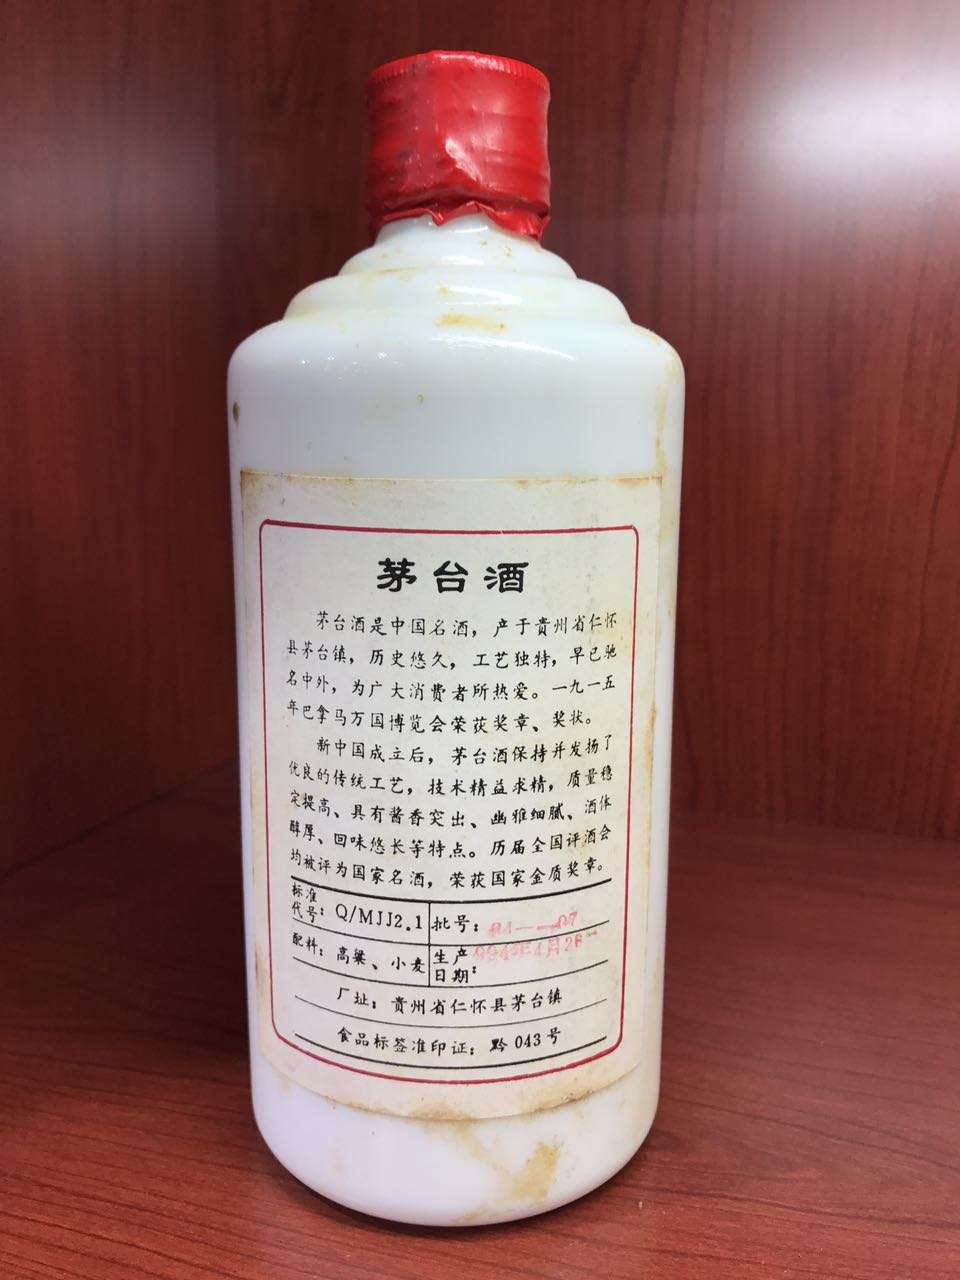 茅台酒
茅台酒是中国名酒，产于贵州省仁怀
县茅台镇，历史悠久，工艺独特，早已驰
名中外，为广大消费者所热爱。一九一五
年巴拿马万国博览会荣获奖章、奖状。
新中国成立后，茅台酒保持并发扬了
优良的传统工艺，技术精益求精，质量稳
定提高、具有酱香突出、幽雅细腻、酒体
醇厚、回味悠长等特点。历届全国评酒会
均被评为国家名酒，荣获国家金质奖章。
标准代号：Q/MJJ2.1 批号：
配料：高粱、小麦 生产日期：994年4月26
厂址：贵州省仁怀县茅台镇
食品标签准印证：黔 043 号